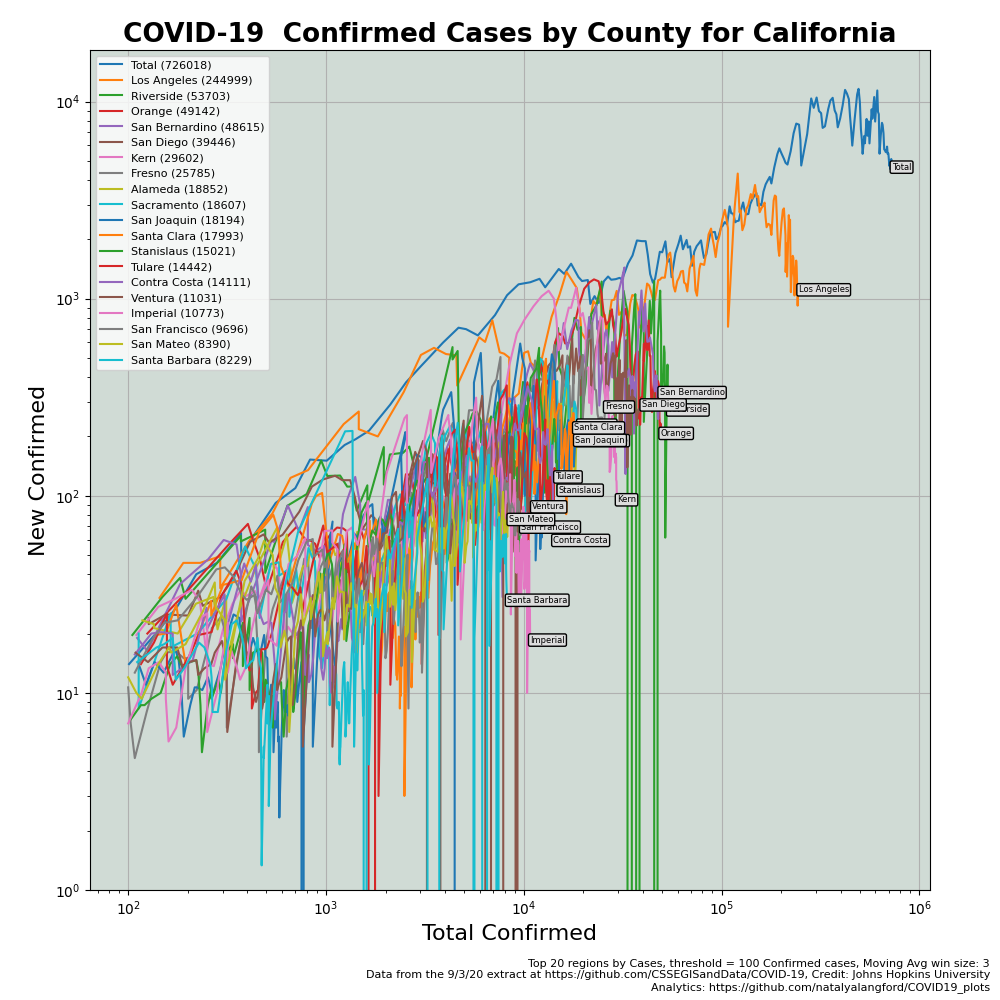 COVID-19  Confirmed Cases by County for California
Total (726018)
Los Angeles (244999)
Riverside (53703)
Orange (49142)
San Bernardino (48615)
San Diego (39446)
Kern (29602)
Fresno (25785)
Alameda (18852)
Sacramento (18607)
San Joaquin (18194)
Santa Clara (17993)
Stanislaus (15021)
Tulare (14442)
Contra Costa (14111)
Ventura (11031)
Imperial (10773)
San Francisco (9696)
San Mateo (8390)
Santa Barbara (8229)
10⁴
10³
10²
10¹
10⁰
New Confirmed
Total
Los Angeles
San Bernardino
San Diego
rside
Fresno
Santa Clara
Orange
San Joaquin
Tulare
Stanislaus
Kern
Ventura
San Mateo
San Francisco
Contra Costa
Santa Barbara
Imperial
10² 10³ 10⁴ 10⁵ 10⁶
Total Confirmed
Top 20 regions by Cases, threshold = 100 Confirmed cases, Moving Avg win size: 3
Data from the 9/3/20 extract at https://github.com/CSSEGISandData/COVID-19, Credit: Johns Hopkins University
Analytics: https://github.com/natalyalangford/COVID19_plots